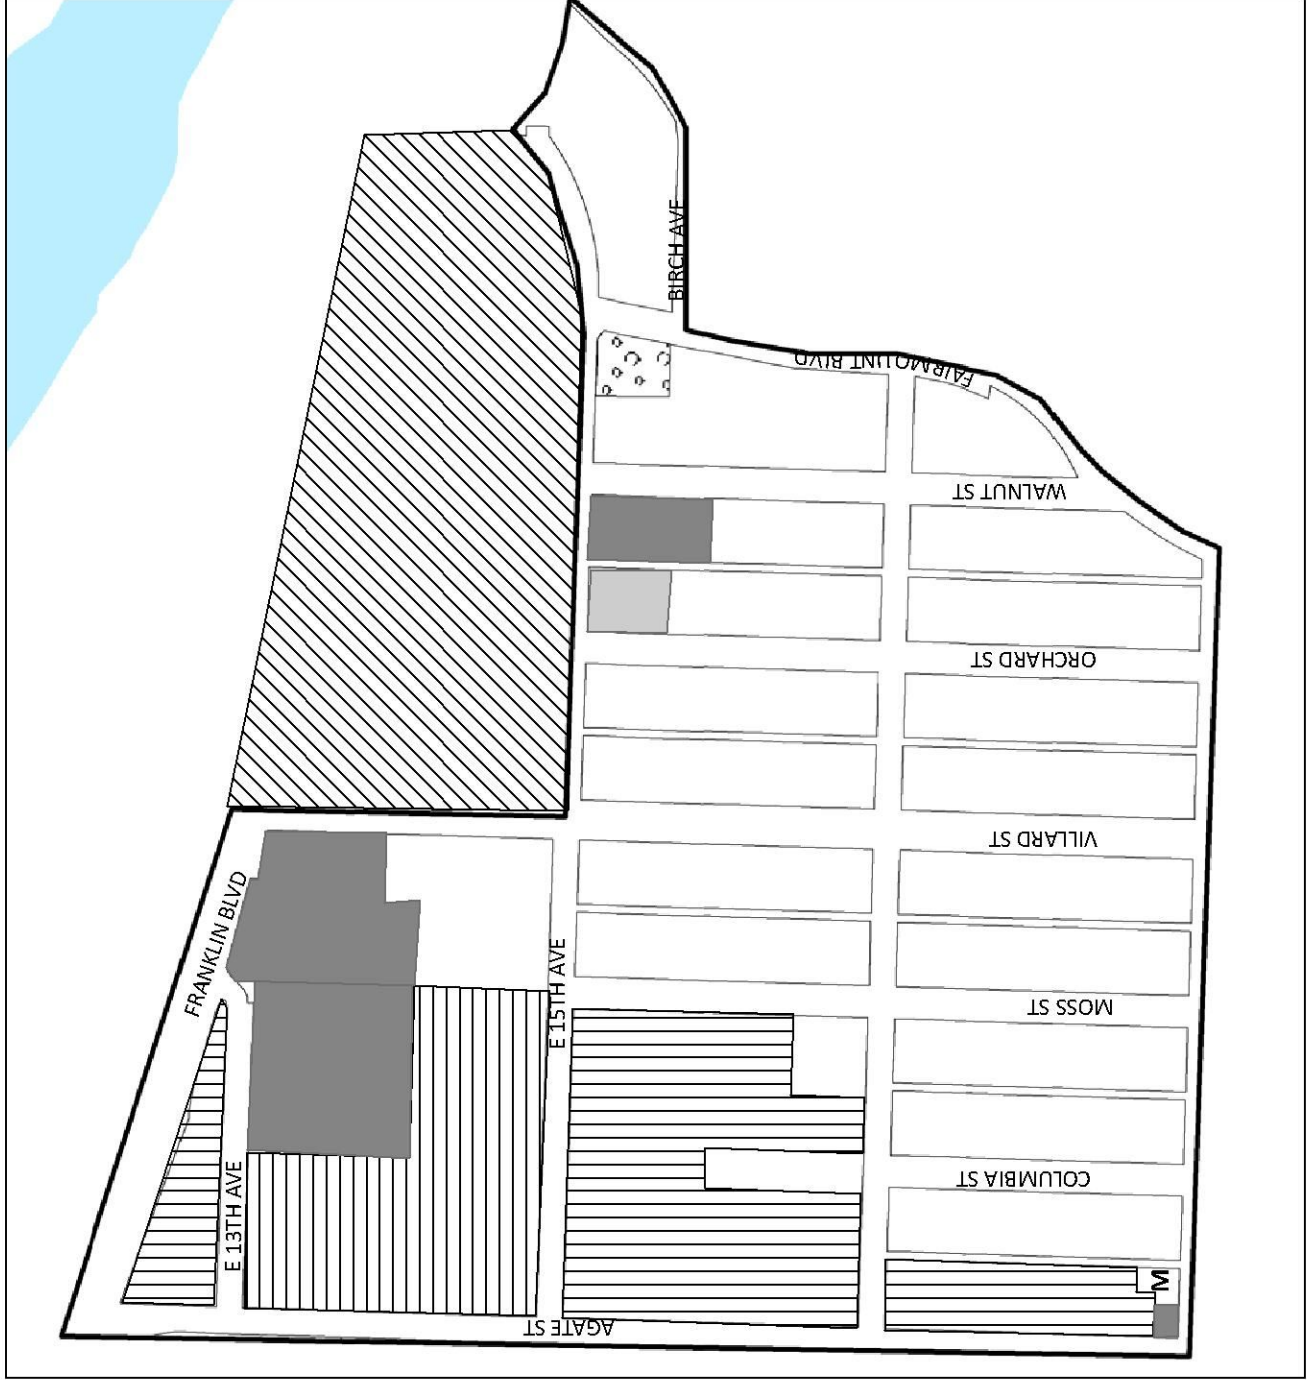 BIRCH AVE
FAIRMOUNT BLVD
WALNUT ST
ORCHARD ST
VILLARD ST
FRANKLIN BLVD
E 15TH AVE
MOSS ST
E 13TH AVE
COLUMBIA ST
M
AGATE ST